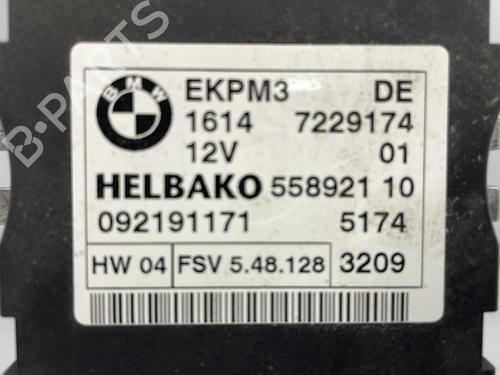 B-PARTS
BMW
EKPM3 DE
1614 7229174
12V 01
HELBAKO 558921 10
092191171 5174
HW 04 FSV 5.48.128 3209